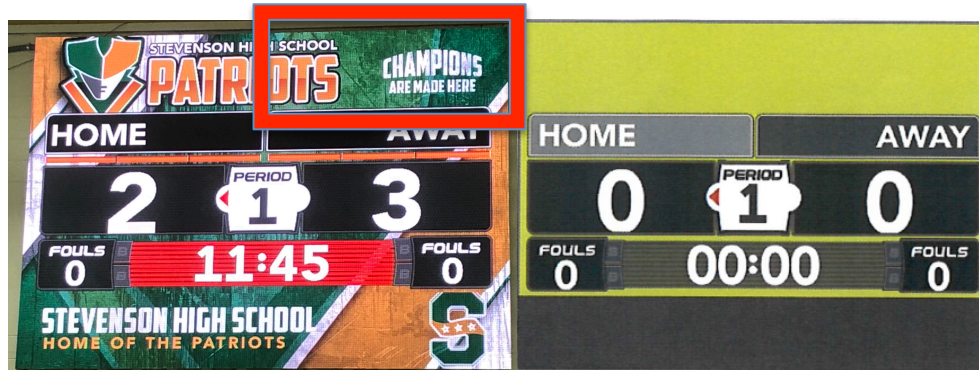 STEVENSON HIGH SCHOOL
PATRIOTS
CHAMPIONS
ARE MADE HERE
HOME AWAY
2 PERIOD 1 3
FOULS 0 11:45 FOULS 0
B B
B B
STEVENSON HIGH SCHOOL
HOME OF THE PATRIOTS
S
HOME AWAY
0 PERIOD 1 0
FOULS 0 00:00 FOULS 0